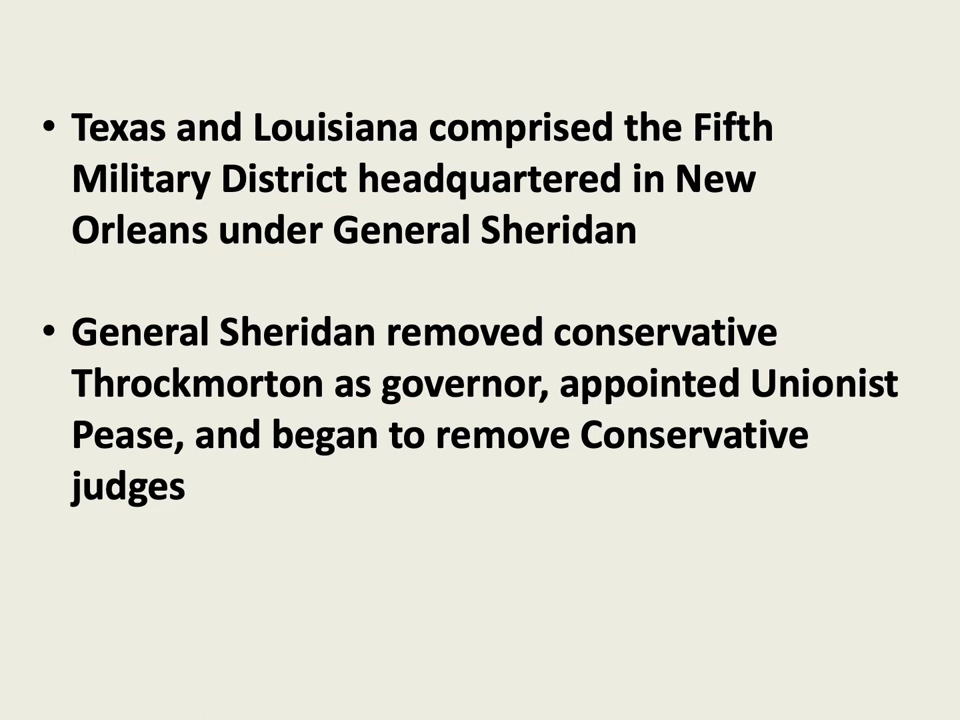 • Texas and Louisiana comprised the Fifth
Military District headquartered in New
Orleans under General Sheridan
• General Sheridan removed conservative
Throckmorton as governor, appointed Unionist
Pease, and began to remove Conservative
judges